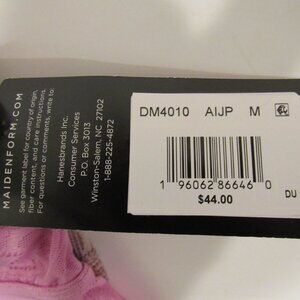 MAIDENFORM.COM
See garment label for country of origin,
fiber content, and care instructions.
For questions or comments, write
Hanesbrands Inc.
Consumer Services
P.O. Box 3013
Winston-Salem, NC 27102
1-888-225-4872
DM4010 AIJP M
1 96062 86646 0
$44.00
DU